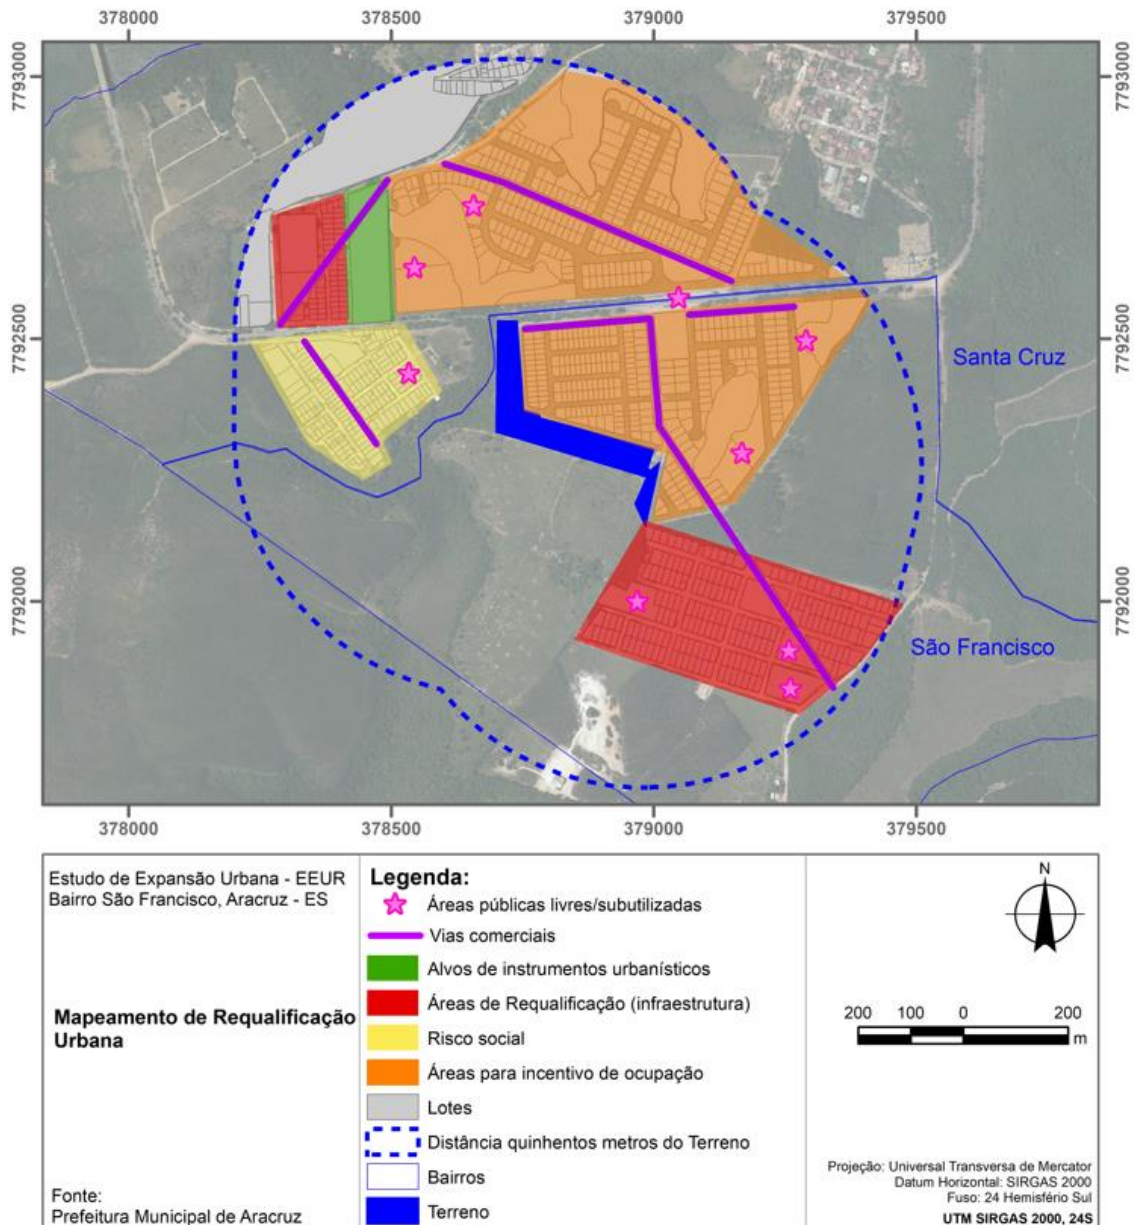 378000 378500 379000 379500
7793000 7793000
7792500 7792500
Santa Cruz
7792000 7792000
São Francisco
378000 378500 379000 379500
Estudo de Expansão Urbana - EEUR
Bairro São Francisco, Aracruz - ES
Mapeamento de Requalificação
Urbana
Fonte:
Prefeitura Municipal de Aracruz
Legenda:
Áreas públicas livres/subutilizadas
Vias comerciais
Alvos de instrumentos urbanísticos
Áreas de Requalificação (infraestrutura)
Risco social
Áreas para incentivo de ocupação
Lotes
Distância quinhentos metros do Terreno
Bairros
Terreno
N
200 100 0 200
m
Projeção: Universal Transversa de Mercator
Datum Horizontal: SIRGAS 2000
Fuso: 24 Hemisfério Sul
UTM SIRGAS 2000, 24S